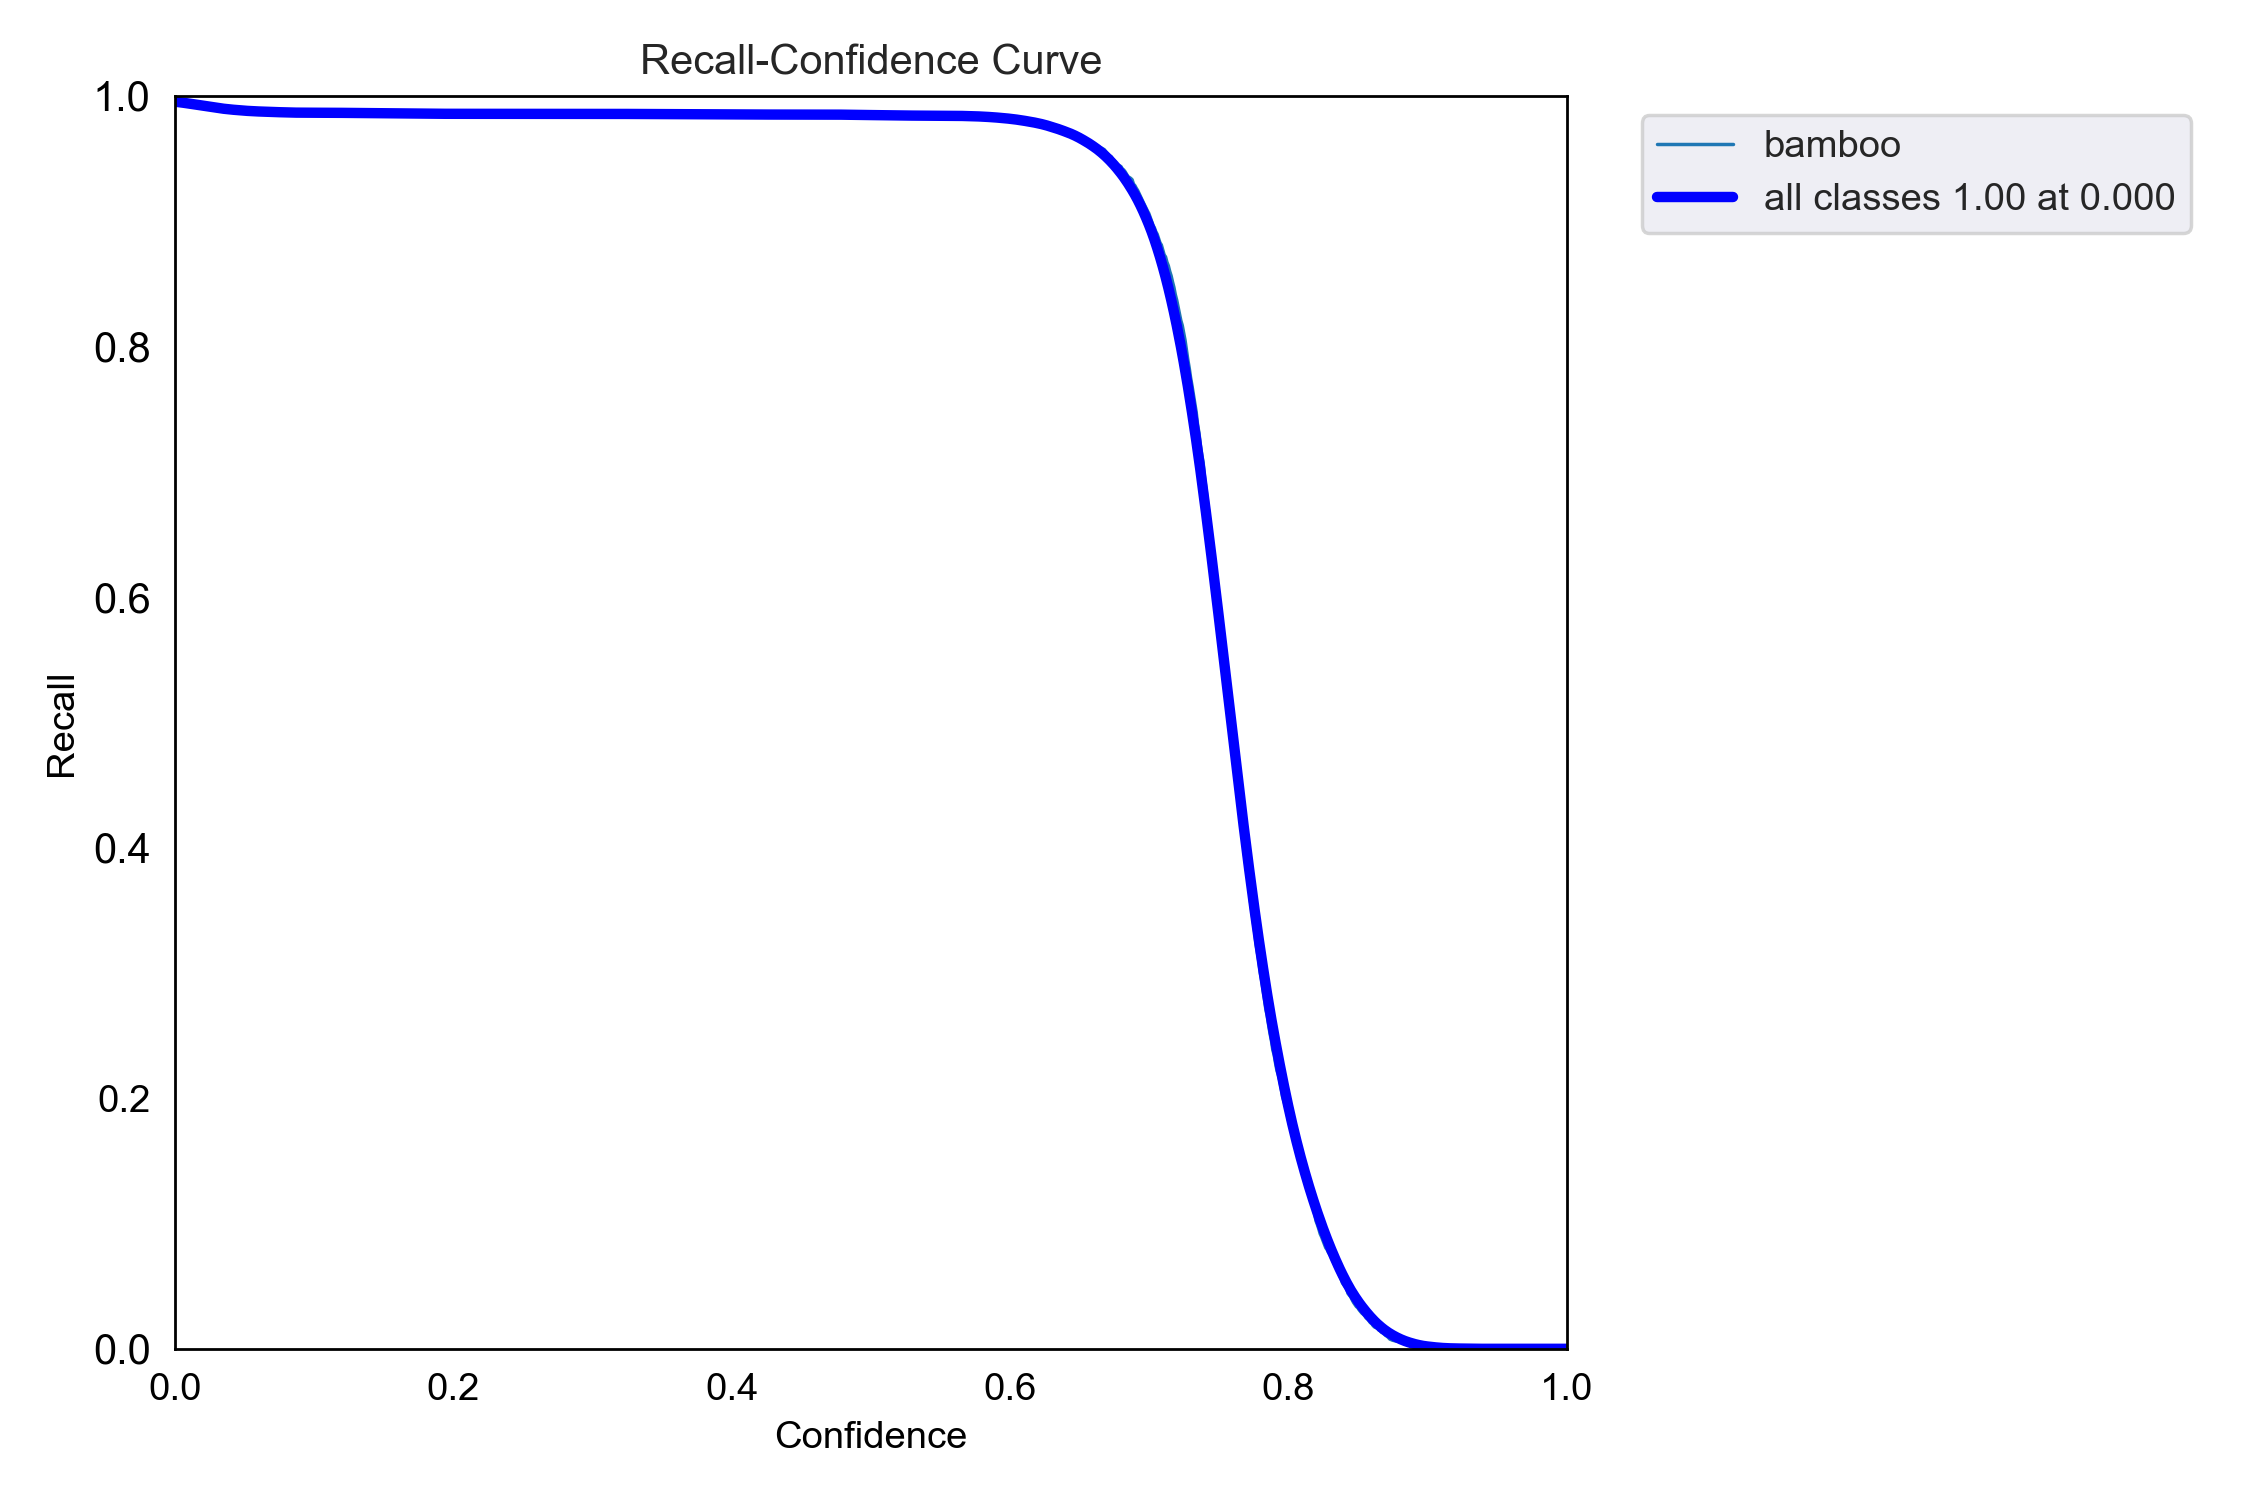 Recall-Confidence Curve
1.0
0.8
0.6
0.4
0.2
0.0
Recall
0.0 0.2 0.4 0.6 0.8 1.0
Confidence
bamboo
all classes 1.00 at 0.000